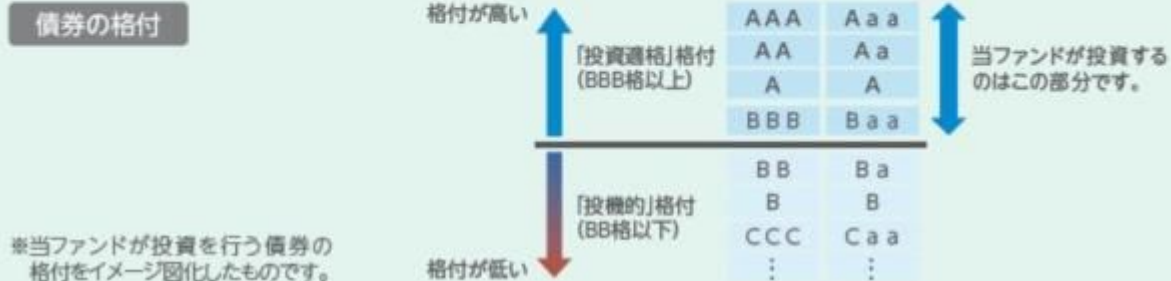 債券の格付
格付が高い
「投資適格」格付
(BBB格以上)
AAA Aaa
AA Aa
A A
BBB Baa
当ファンドが投資する
のはこの部分です。
「投機的」格付
(BB格以下)
BB Ba
B B
CCC Caa
⋮ ⋮
格付が低い
※当ファンドが投資を行う債券の
格付をイメージ図化したものです。